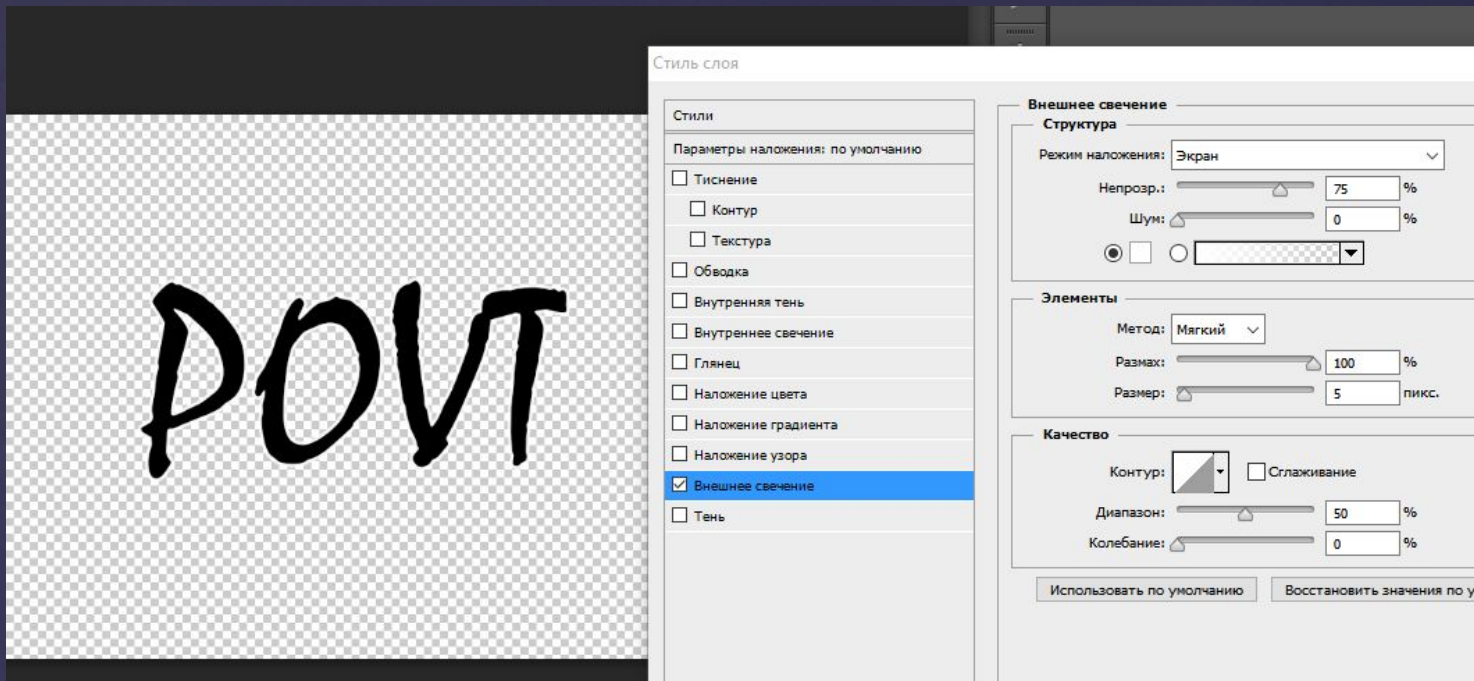 POVT
Стиль слоя
Стили
Параметры наложения: по умолчанию
Тиснение
Контур
Текстура
Обводка
Внутренняя тень
Внутреннее свечение
Глянец
Наложение цвета
Наложение градиента
Наложение узора
Внешнее свечение
Тень
Внешнее свечение
Структура
Режим наложения: Экран
Непрозр.: 75 %
Шум: 0 %
Элементы
Метод: Мягкий
Размах: 100 %
Размер: 5 пикс.
Качество
Контур: Сглаживание
Диапазон: 50 %
Колебание: 0 %
Использовать по умолчанию Восстановить значения по